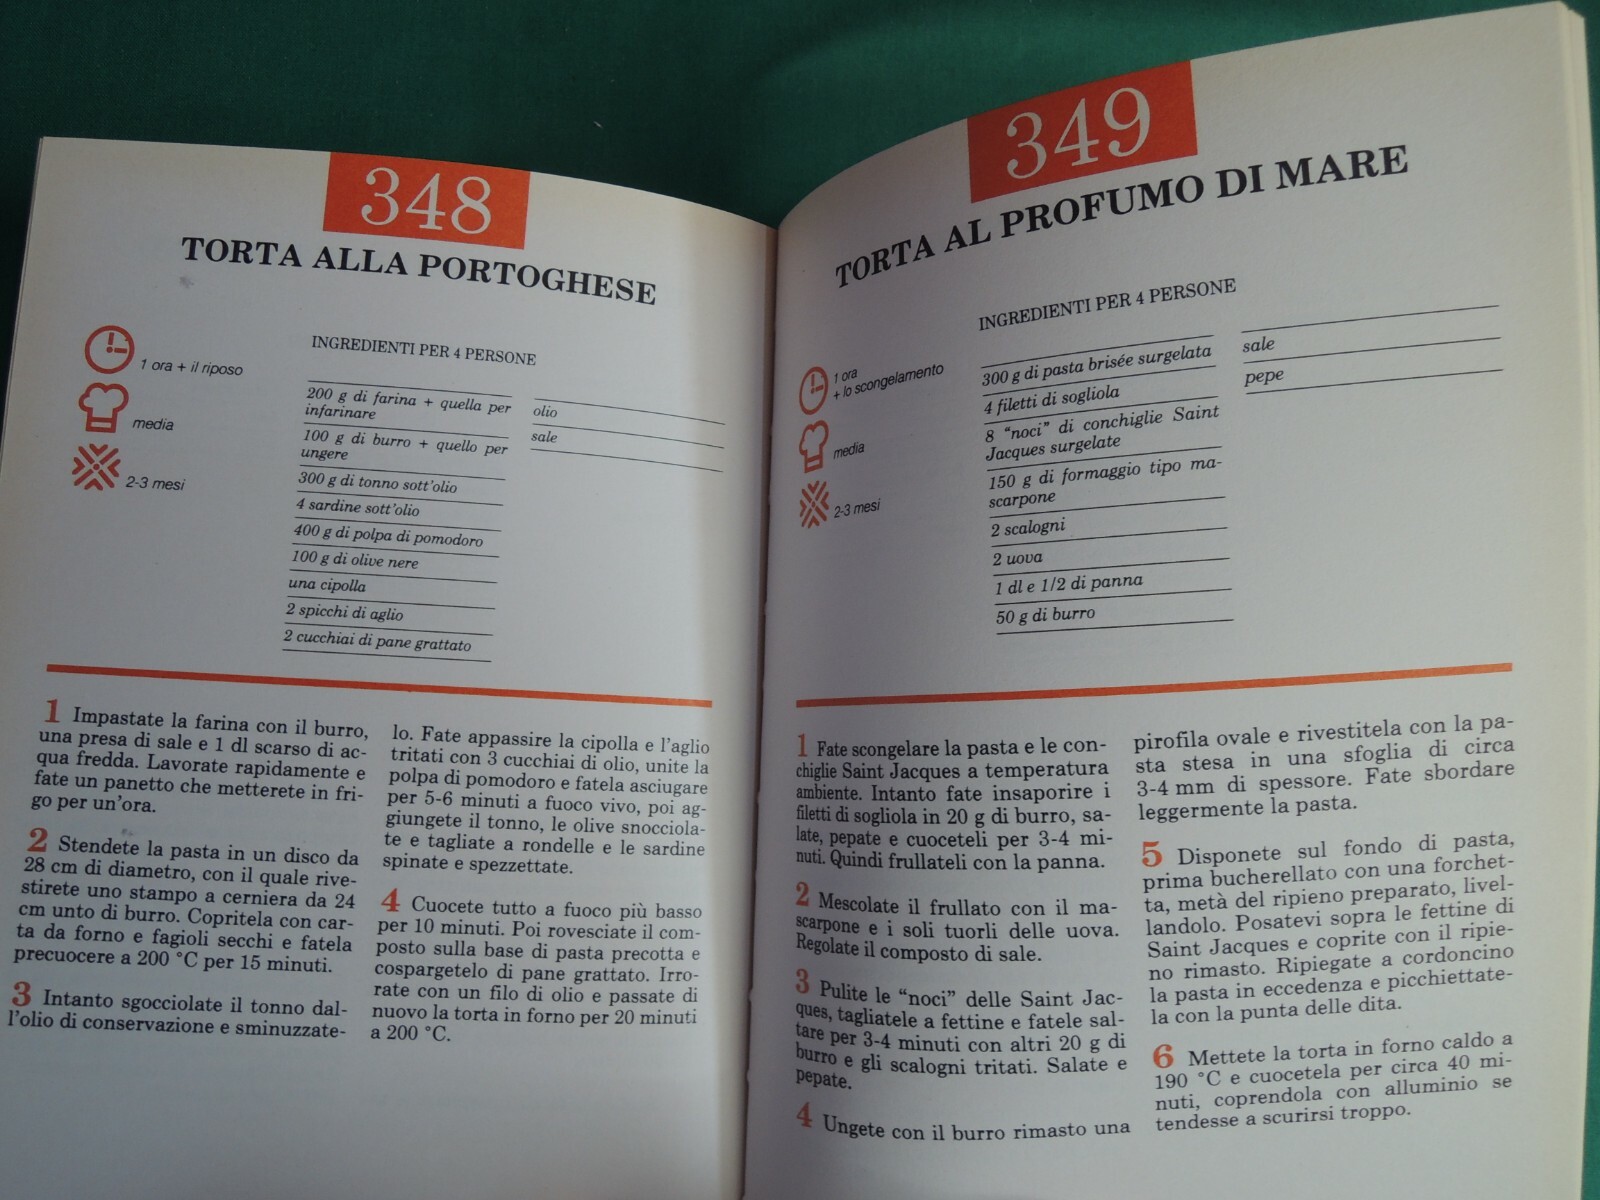 348
TORTA ALLA PORTOGHESE
1 ora + il riposo
media
2-3 mesi
INGREDIENTI PER 4 PERSONE
200 g di farina + quella per
infarinare
100 g di burro + quello per
ungere
300 g di tonno sott'olio
4 sardine sott'olio
400 g di polpa di pomodoro
100 g di olive nere
una cipolla
2 spicchi di aglio
2 cucchiai di pane grattato
olio
sale
1 Impastate la farina con il burro,
una presa di sale e 1 dl scarso di ac-
qua fredda. Lavorate rapidamente e
fate un panetto che metterete in fri-
go per un'ora.
2 Stendete la pasta in un disco da
28 cm di diametro, con il quale rive-
stirete uno stampo a cerniera da 24
cm unto di burro. Copritela con car-
ta da forno e fagioli secchi e fatela
precuocere a 200 °C per 15 minuti.
3 Intanto sgocciolate il tonno dal-
l'olio di conservazione e sminuzzate-
lo. Fate appassire la cipolla e l'aglio
tritati con 3 cucchiai di olio, unite la
polpa di pomodoro e fatela asciugare
per 5-6 minuti a fuoco vivo, poi ag-
giungete il tonno, le olive snocciola-
te e tagliate a rondelle e le sardine
spinate e spezzettate.
4 Cuocete tutto a fuoco più basso
per 10 minuti. Poi rovesciate il com-
posto sulla base di pasta precotta e
cospargetelo di pane grattato. Irro-
rate con un filo di olio e passate di
nuovo la torta in forno per 20 minuti
a 200 °C.
349
TORTA AL PROFUMO DI MARE
1 ora
+ lo scongelamento
media
2-3 mesi
INGREDIENTI PER 4 PERSONE
300 g di pasta brisée surgelata
4 filetti di sogliola
8 “noci” di conchiglie Saint
Jacques surgelate
150 g di formaggio tipo ma-
scarpone
2 scalogni
2 uova
1 dl e 1/2 di panna
50 g di burro
sale
pepe
1 Fate scongelare la pasta e le con-
chiglie Saint Jacques a temperatura
ambiente. Intanto fate insaporire i
filetti di sogliola in 20 g di burro, sa-
late, pepate e cuoceteli per 3-4 mi-
nuti. Quindi frullateli con la panna.
2 Mescolate il frullato con il ma-
scarpone e i soli tuorli delle uova.
Regolate il composto di sale.
3 Pulite le “noci” delle Saint Jac-
ques, tagliatele a fettine e fatele sal-
tare per 3-4 minuti con altri 20 g di
burro e gli scalogni tritati. Salate e
pepate.
4 Ungete con il burro rimasto una
pirofila ovale e rivestitela con la pa-
sta stesa in una sfoglia di circa
3-4 mm di spessore. Fate sbordare
leggermente la pasta.
5 Disponete sul fondo di pasta,
prima bucherellato con una forchet-
ta, metà del ripieno preparato, livel-
landolo. Posatevi sopra le fettine di
Saint Jacques e coprite con il ripie-
no rimasto. Ripiegate a cordoncino
la pasta in eccedenza e picchiettate-
la con la punta delle dita.
6 Mettete la torta in forno caldo a
190 °C e cuocetela per circa 40 mi-
nuti, coprendola con alluminio se
tendesse a scurirsi troppo.